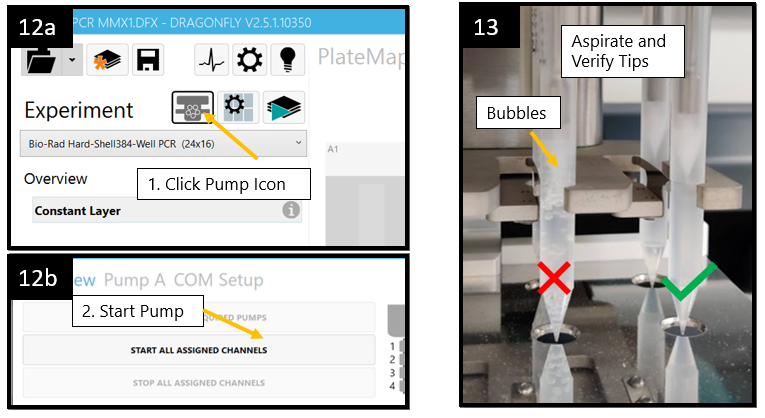 12a
PCR MMX1.DFX - DRAGONFLY V2.5.1.10350
PlateMap
Experiment
Bio-Rad Hard-Shell384-Well PCR (24x16)
A1
Overview
1. Click Pump Icon
Constant Layer
12b
ew Pump A COM Setup
2. Start Pump
QUIRED PUMPS
START ALL ASSIGNED CHANNELS
1
2
3
4
STOP ALL ASSIGNED CHANNELS
13
Aspirate and
Verify Tips
Bubbles